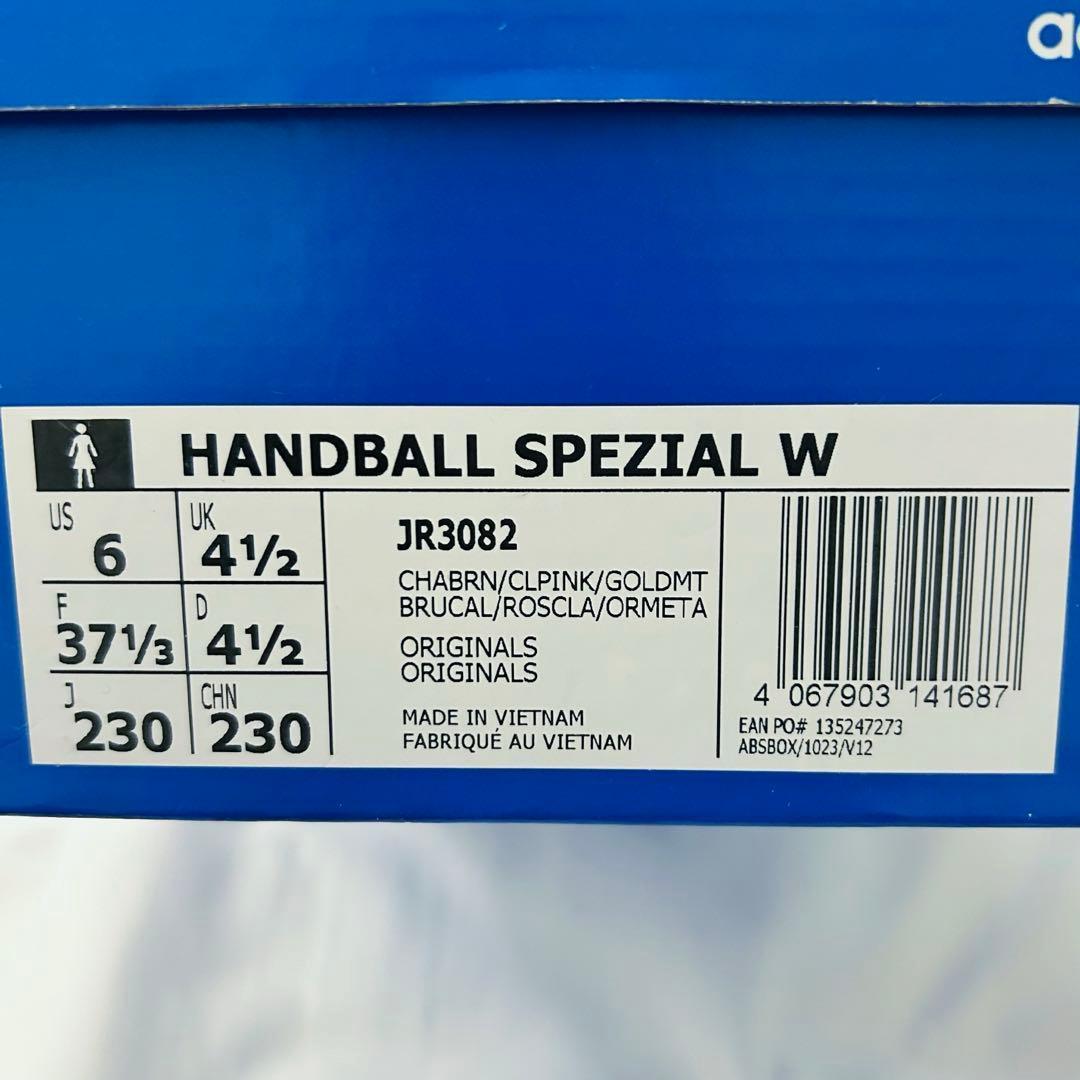 HANDBALL SPEZIAL W
US 6
UK 4½
F 37⅓
D 4½
J 230
CHN 230
JR3082
CHABRN/CLPINK/GOLDMT
BRUCAL/ROSCLA/ORMETA
ORIGINALS
ORIGINALS
MADE IN VIETNAM
FABRIQUÉ AU VIETNAM
4 067903 141687
EAN PO# 135247273
ABSBOX/1023/V12